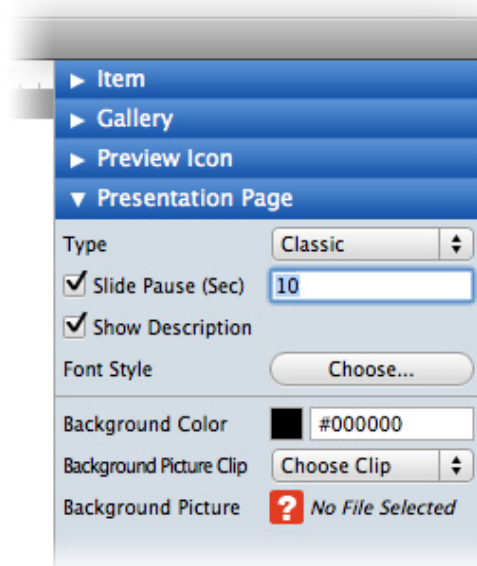 Item
Gallery
Preview Icon
Presentation Page
Type Classic
Slide Pause (Sec) 10
Show Description
Font Style Choose...
Background Color #000000
Background Picture Clip Choose Clip
Background Picture ? No File Selected